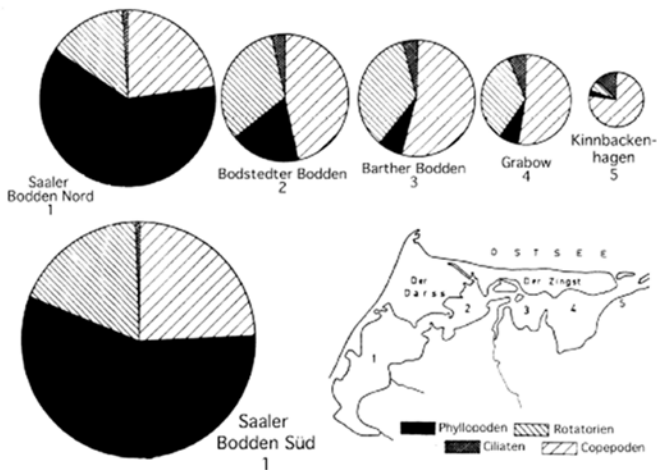 Saaler
Bodden Nord
1
Bodstedter Bodden
2
Barther Bodden
3
Grabow
4
Kinnbacken-
hagen
5
Saaler
Bodden Süd
1
OSTSEE
Der
Darss
Der Zingst
1
2
3
4
5
Phyllopoden
Rotatorien
Ciliaten
Copepoden